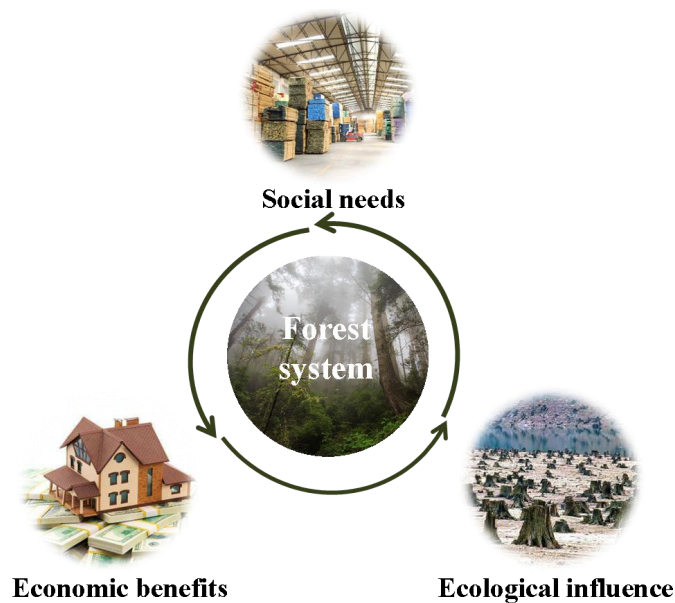 Social needs
Forest
system
Economic benefits
Ecological influence